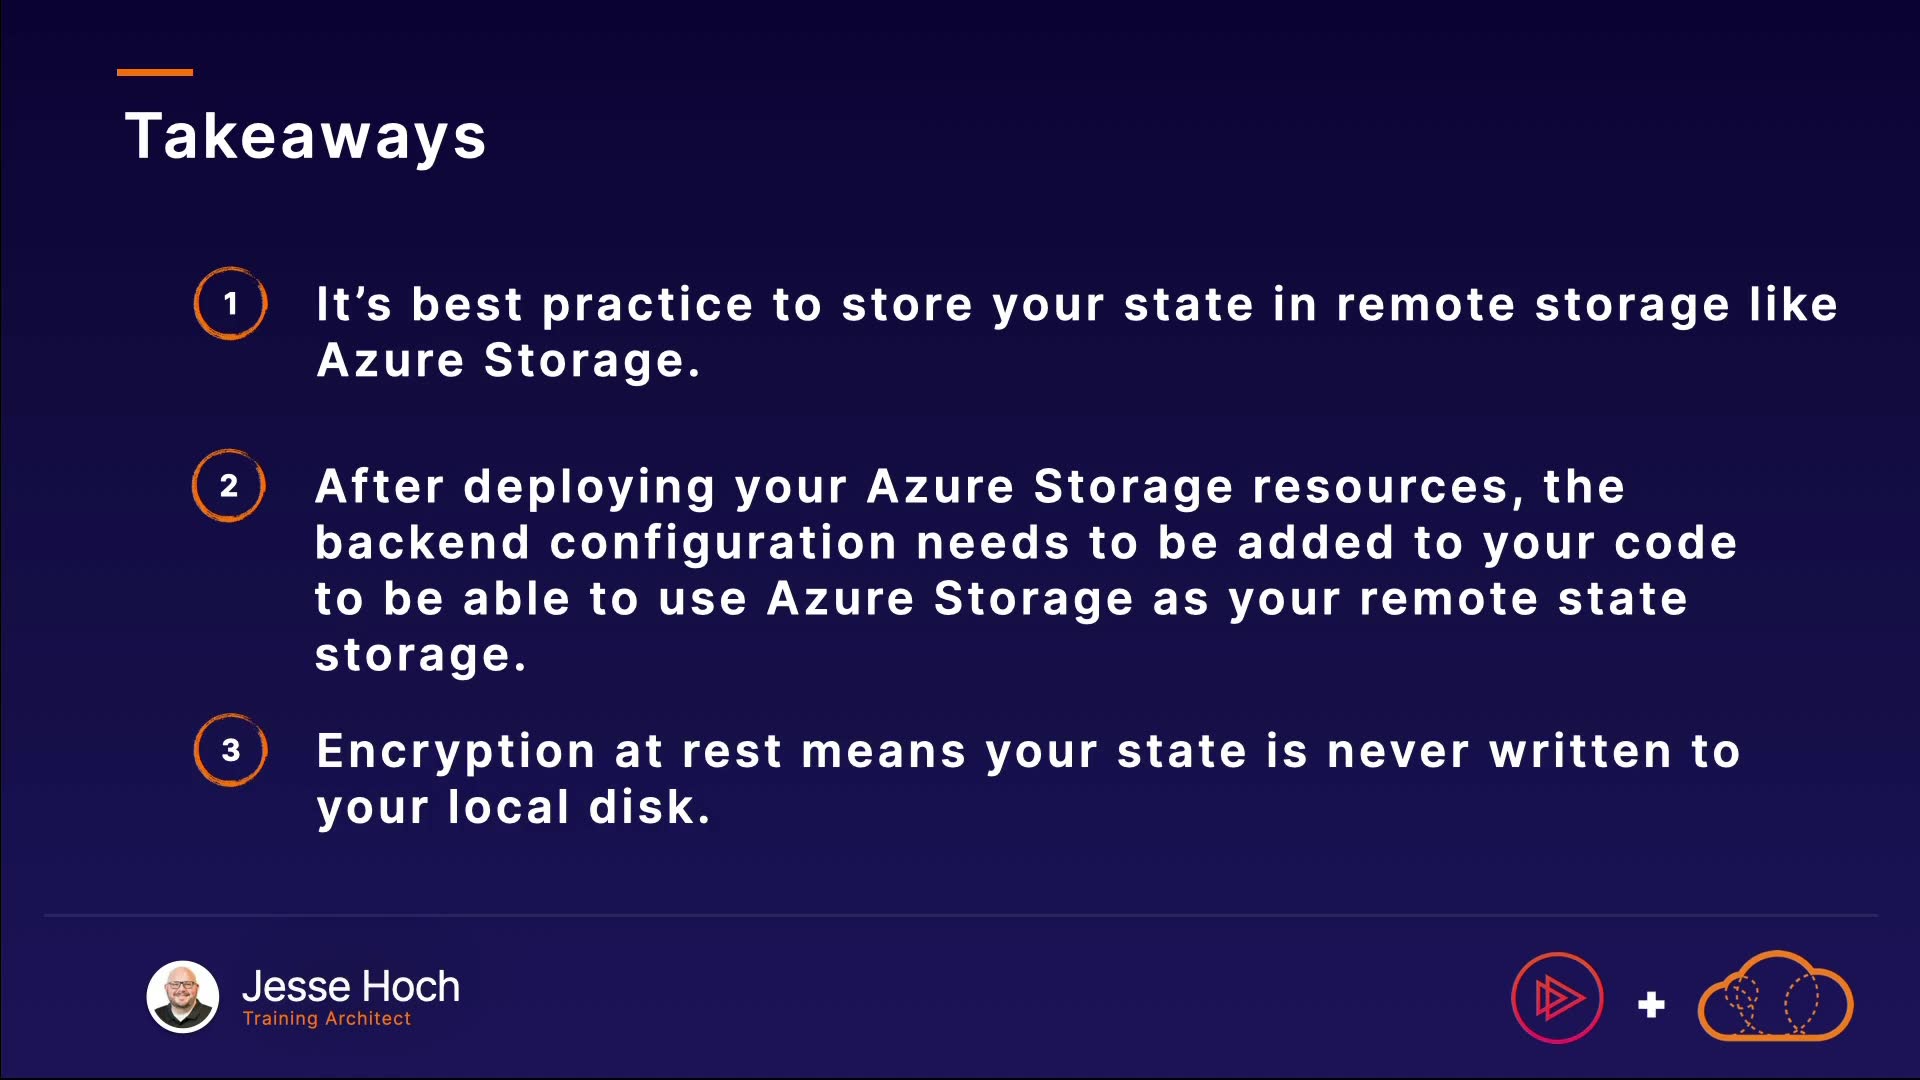 Takeaways
1
It’s best practice to store your state in remote storage like
Azure Storage.
2
After deploying your Azure Storage resources, the
backend configuration needs to be added to your code
to be able to use Azure Storage as your remote state
storage.
3
Encryption at rest means your state is never written to
your local disk.
Jesse Hoch
Training Architect